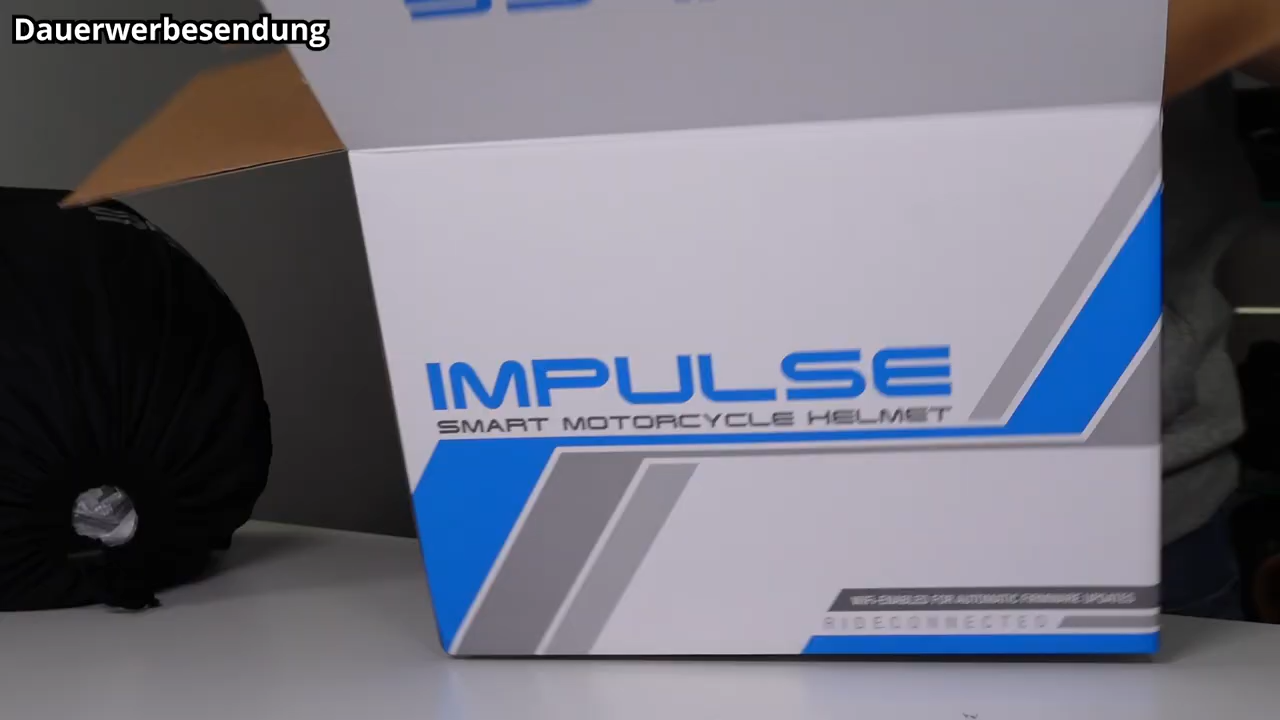 Dauerwerbesendung
IMPULSE
SMART MOTORCYCLE HELMET
WIFI-ENABLED FOR AUTOMATIC FIRMWARE UPDATES
RIDECONNECTED